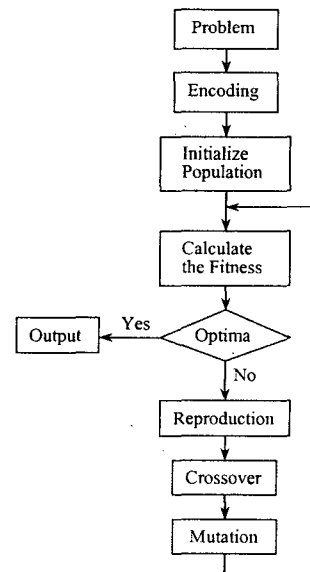 Problem
Encoding
Initialize
Population
Calculate
the Fitness
Output
Yes
Optima
No
Reproduction
Crossover
Mutation